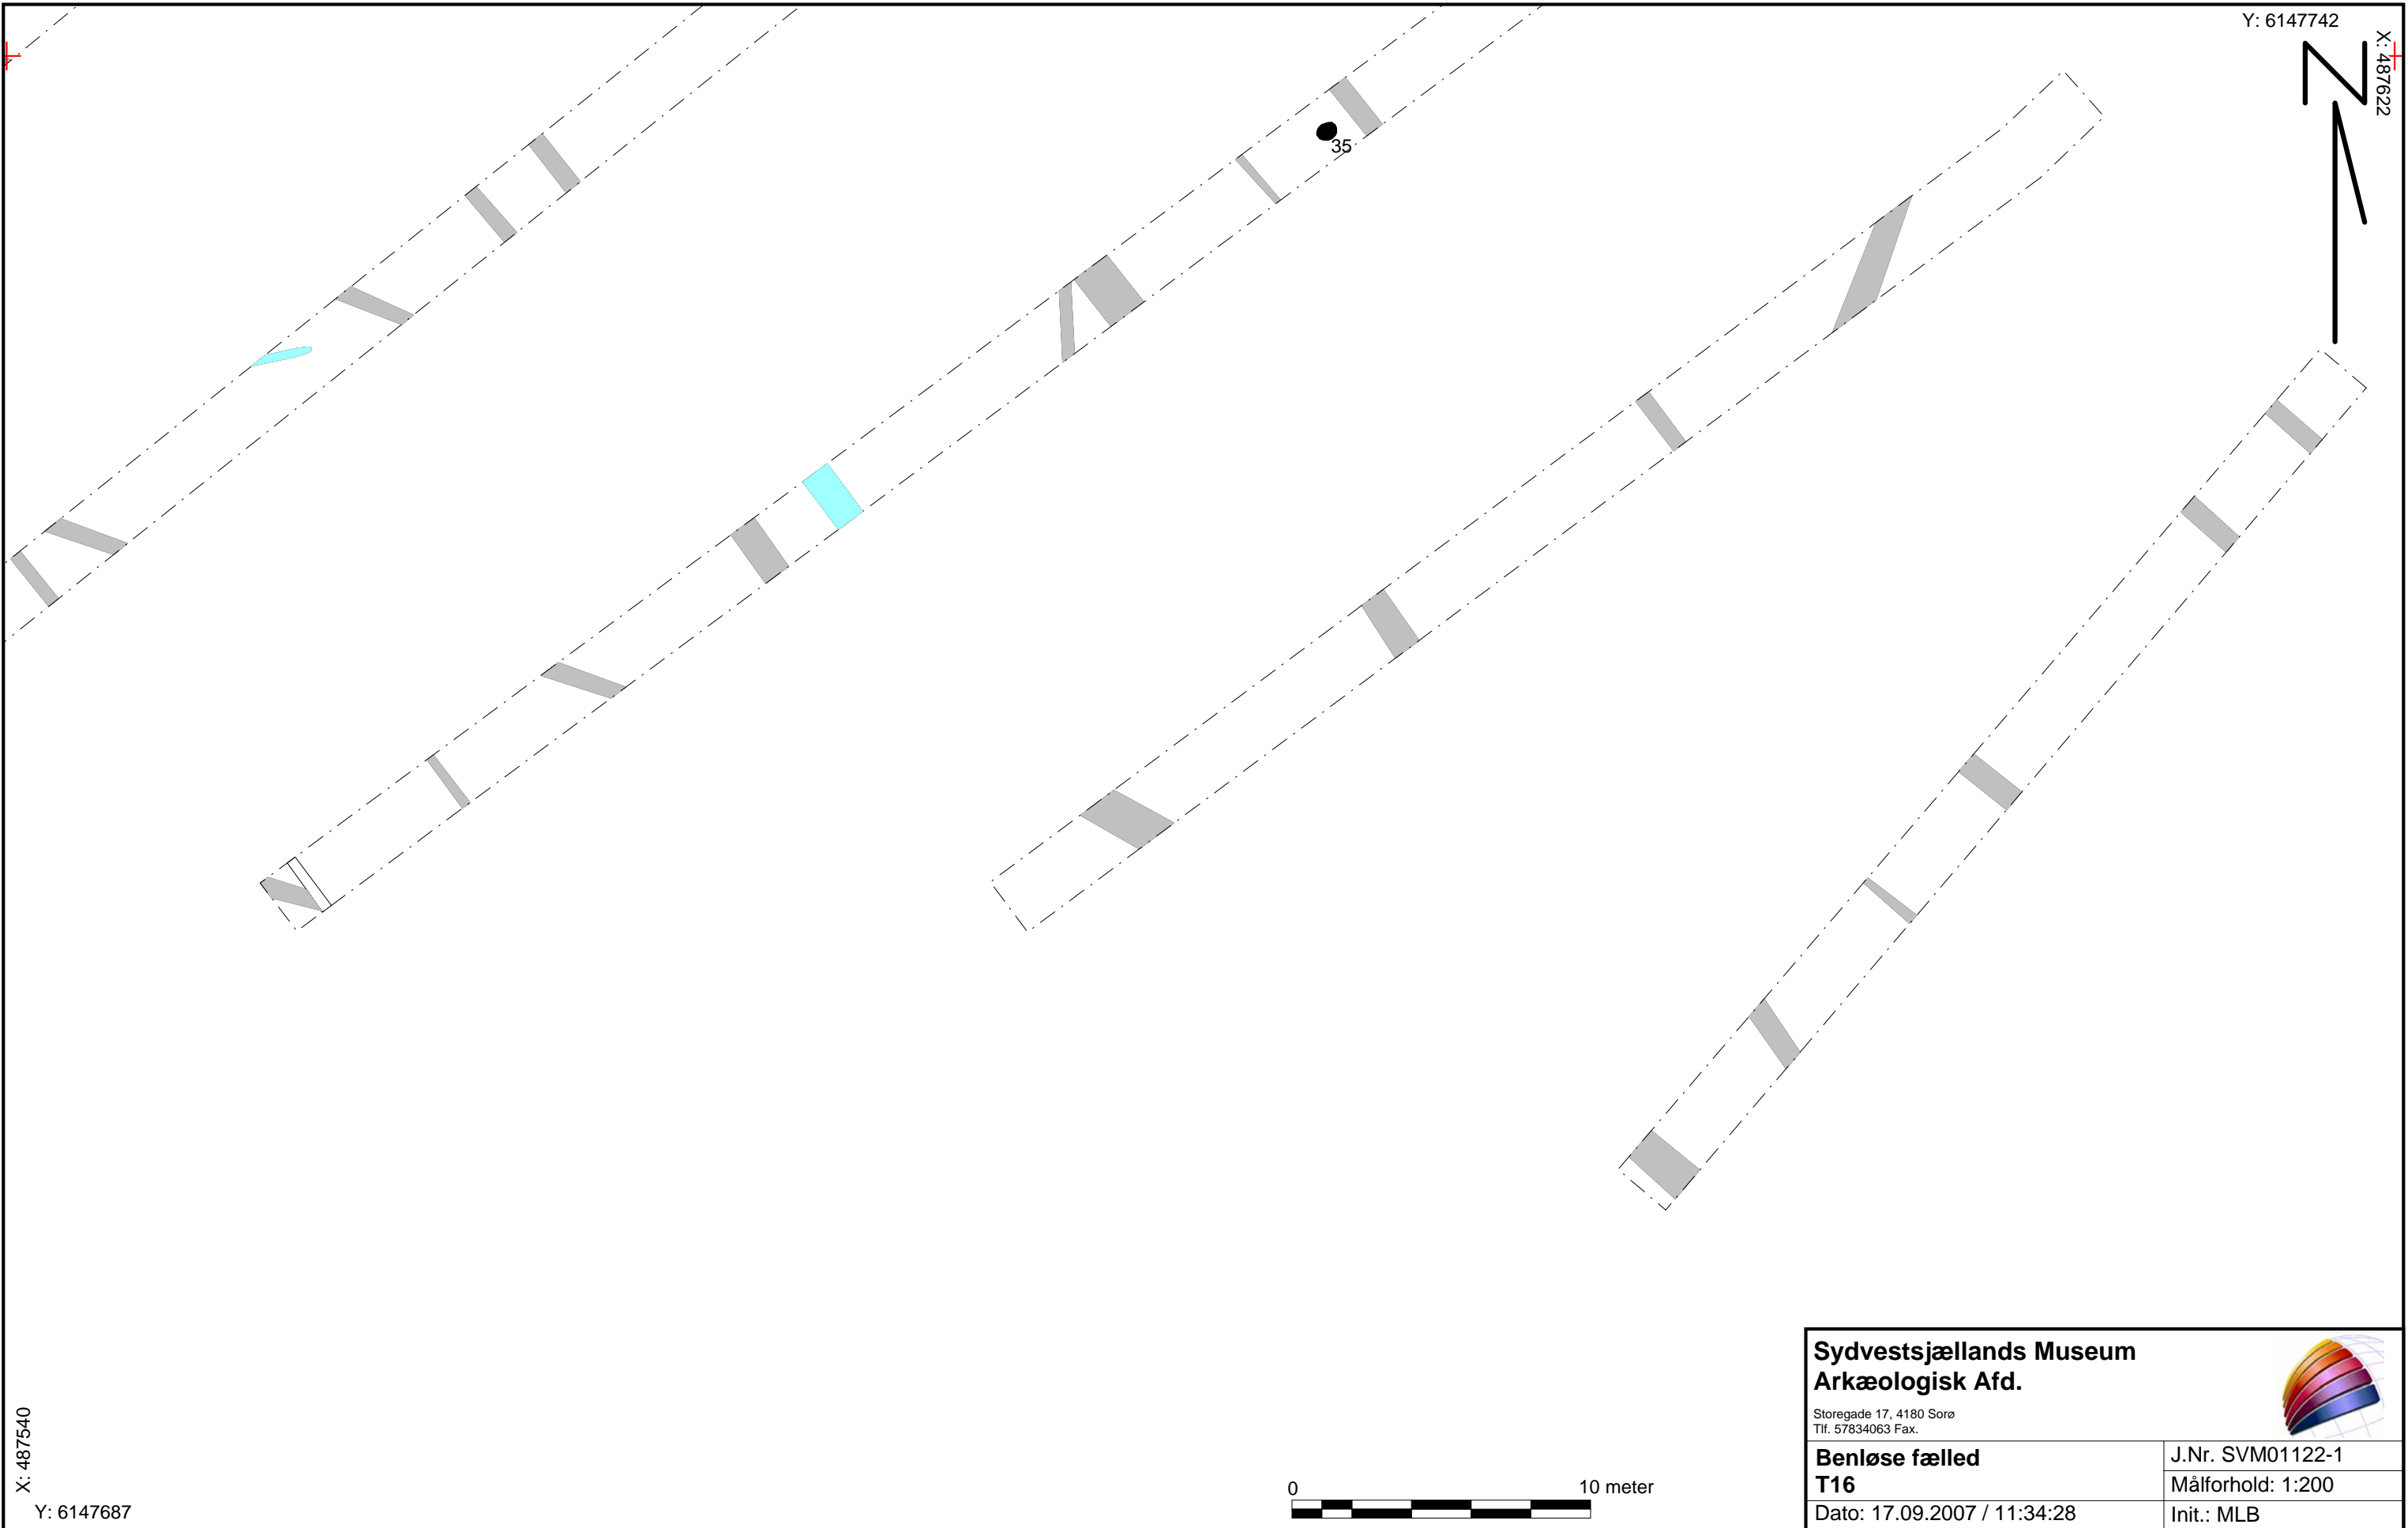 Y: 6147742
X: 487622
35
X: 487540
Y: 6147687
0 10 meter
Sydvestsjællands Museum
Arkæologisk Afd.
Storegade 17, 4180 Sorø
Tlf. 57834063 Fax.
Benløse fælled
T16
J.Nr. SVM01122-1
Målforhold: 1:200
Dato: 17.09.2007 / 11:34:28
Init.: MLB